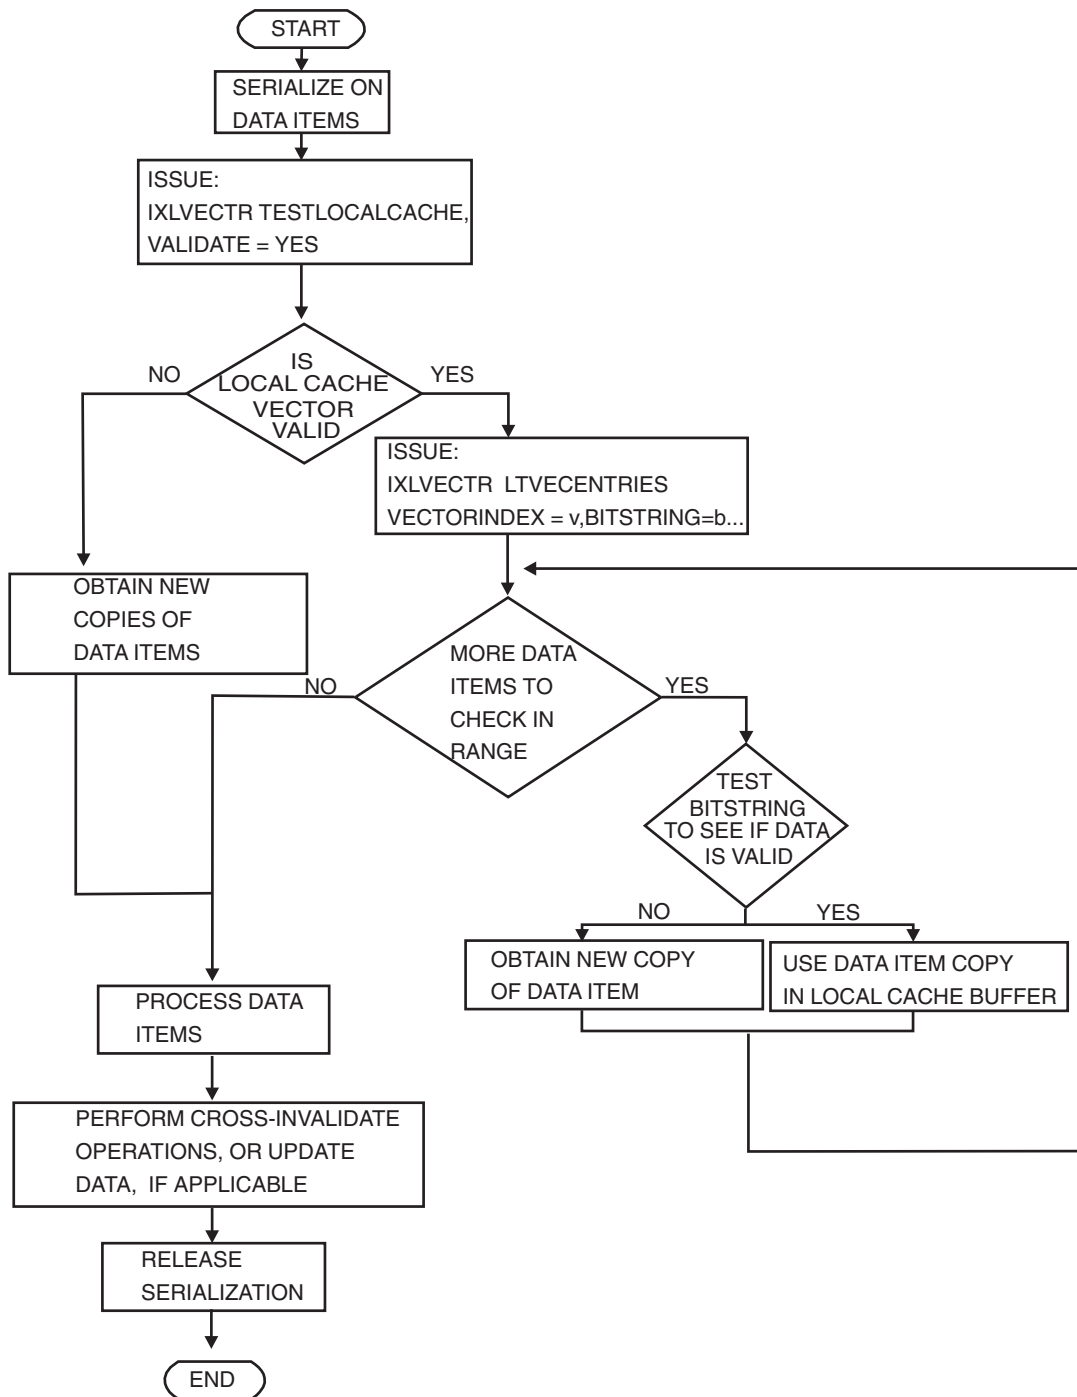 START
SERIALIZE ON
DATA ITEMS
ISSUE:
IXLVECTR TESTLOCALCACHE,
VALIDATE = YES
IS
LOCAL CACHE
VECTOR
VALID
NO
YES
ISSUE:
IXLVECTR LTVECENTRIES
VECTORINDEX = v,BITSTRING=b...
OBTAIN NEW
COPIES OF
DATA ITEMS
MORE DATA
ITEMS TO
CHECK IN
RANGE
NO
YES
TEST
BITSTRING
TO SEE IF DATA
IS VALID
NO
YES
OBTAIN NEW COPY
OF DATA ITEM
USE DATA ITEM COPY
IN LOCAL CACHE BUFFER
PROCESS DATA
ITEMS
PERFORM CROSS-INVALIDATE
OPERATIONS, OR UPDATE
DATA, IF APPLICABLE
RELEASE
SERIALIZATION
END